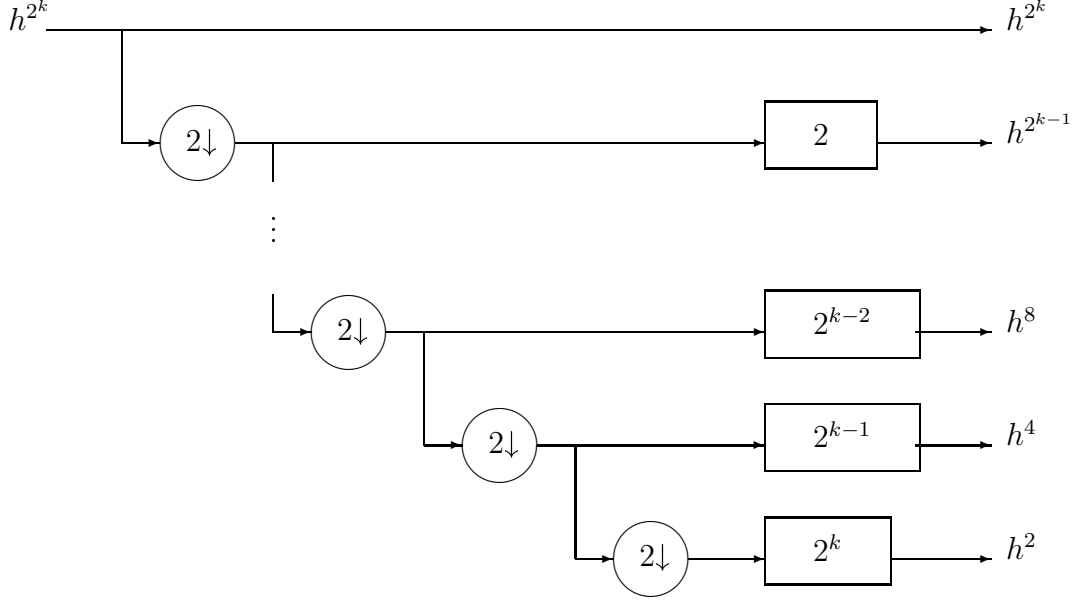 h^{2^k} h^{2^k}
2↓ 2 h^{2^{k-1}}
⋮
2↓ 2^{k-2} h^8
2↓ 2^{k-1} h^4
2↓ 2^k h^2